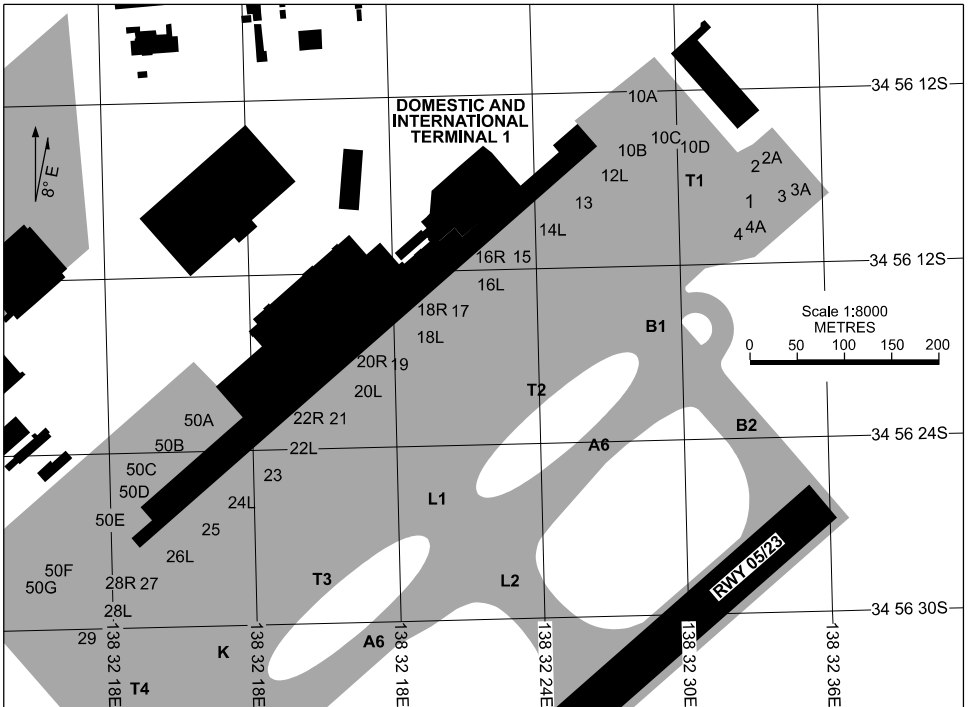 34 56 12S
10A
DOMESTIC AND
INTERNATIONAL
TERMINAL 1
10C
10B
10D
2
2A
8° E
12L
T1
3
3A
13
1
14L
4
4A
16R
15
34 56 12S
16L
18R
17
Scale 1:8000
METRES
B1
18L
0
50
100
150
200
20R
19
20L
T2
50A
22R
21
B2
34 56 24S
50B
22L
A6
50C
23
50D
24L
L1
50E
25
26L
RWY 05/23
50F
50G
28R
27
T3
L2
28L
34 56 30S
29
138 32 18E
138 32 18E
138 32 18E
138 32 24E
138 32 30E
138 32 36E
K
A6
T4